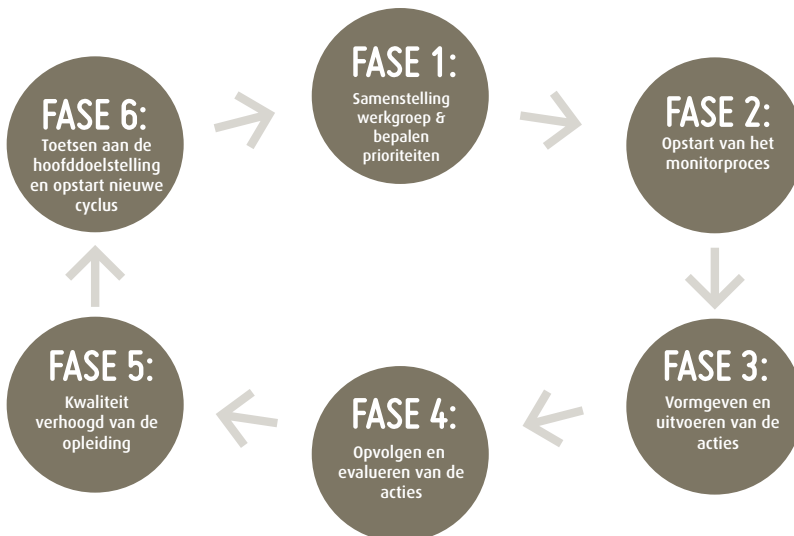 FASE 1:
Samenstelling
werkgroep &
bepalen
prioriteiten
FASE 2:
Opstart van het
monitorproces
FASE 3:
Vormgeven en
uitvoeren van de
acties
FASE 4:
Opvolgen en
evalueren van de
acties
FASE 5:
Kwaliteit
verhoogd van de
opleiding
FASE 6:
Toetsen aan de
hoofddoelstelling
en opstart nieuwe
cyclus